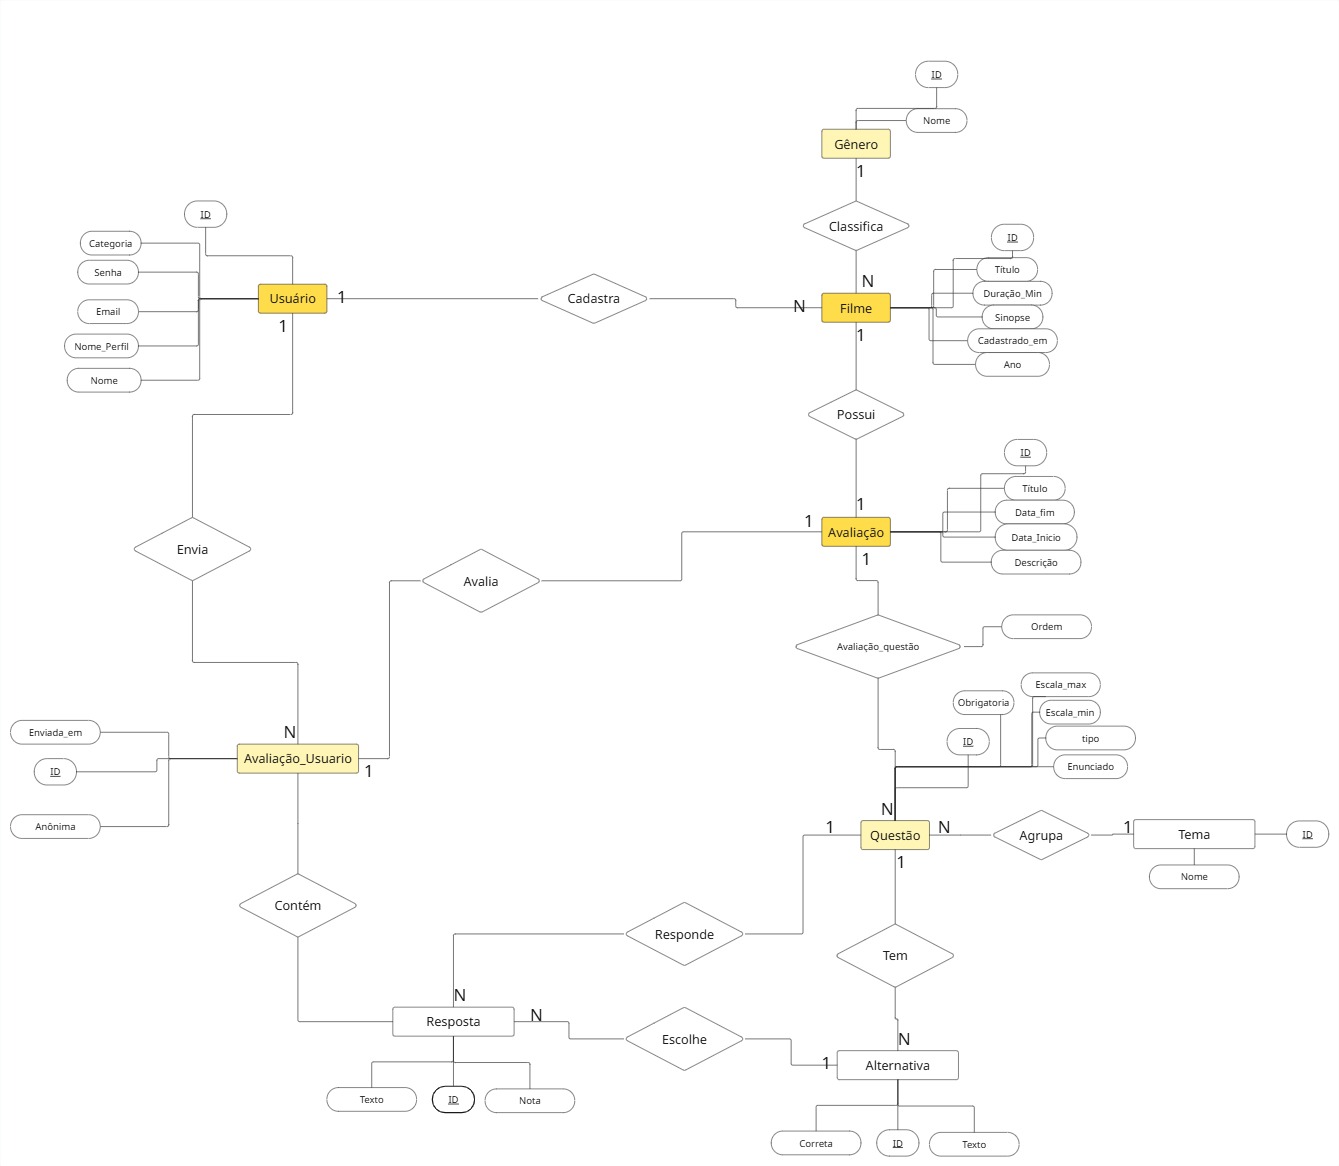 ID
Nome
Gênero
1
Classifica
N
ID
Categoria
Senha
Email
Nome_Perfil
Nome
Usuário
1
1
Cadastra
N
Filme
1
ID
Título
Duração_Min
Sinopse
Cadastrado_em
Ano
Possui
1
1
Avaliação
1
ID
Título
Data_fim
Data_Inicio
Descrição
Envia
Avalia
Avaliação_questão
Ordem
Escala_max
Obrigatoria
Escala_min
ID
tipo
Enunciado
N
Enviada_em
Avaliação_Usuario
1
ID
Anônima
N
1
Questão
N
Agrupa
1
Tema
ID
1
Nome
Contém
Responde
Tem
N
Resposta
N
Escolhe
N
1
Alternativa
Texto
ID
Nota
Correta
ID
Texto